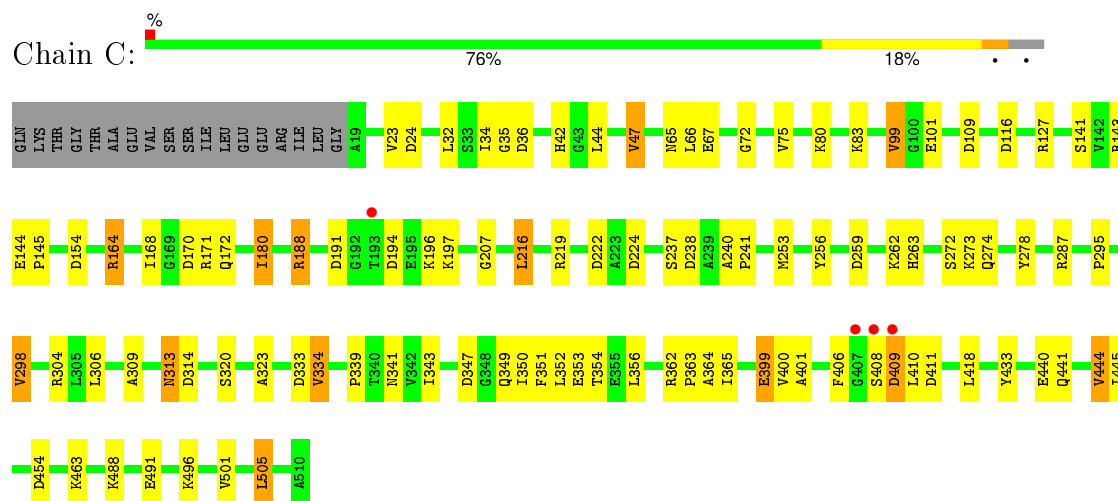 %
Chain C:
76% 18% • •
GLN LYS THR GLY THR ALA GLU VAL SER SER ILE LEU GLU GLU ARG ILE LEU GLY A19 V23 D24 L32 S33 I34 G35 D36 H42 G43 L44 V47 N65 L66 E67 G72 V75 K80 K83 V99 G100 E101 D109 D116 R127 S141 V142 R143
E144 P145 D154 R164 I168 G169 D170 R171 Q172 I180 R188 D191 G192 T193 D194 E195 K196 K197 G207 L216 R219 D222 A223 D224 S237 D238 A239 A240 P241 M253 Y256 D259 K262 H263 S272 K273 Q274 Y278 R287 P295
V298 R304 L305 L306 A309 N313 D314 S320 A323 D333 V334 P339 T340 N341 V342 I343 D347 G348 Q349 I350 F351 L352 E353 T354 E355 L356 R362 P363 A364 I365 E399 V400 A401 F406 G407 S408 D409 L410 D411 L418 Y433 E440 Q441 V444
D454 K463 K488 E491 K496 V501 L505 A510